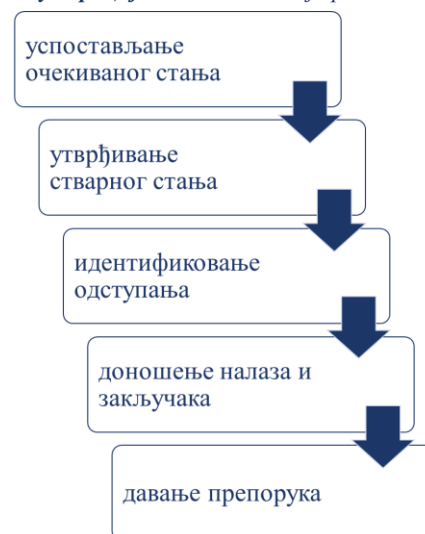 успостављање
очекиваног стања
утврђивање
стварног стања
идентификовање
одступања
доношење налаза и
закључака
давање препорука